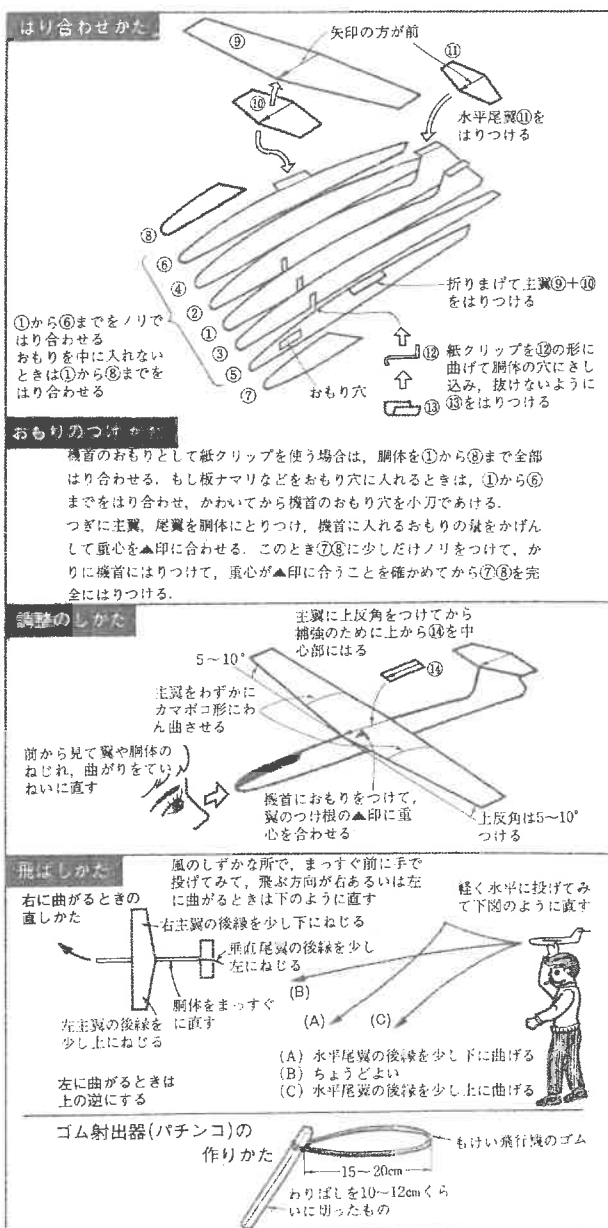 はり合わせかた
⑨
矢印の方が前
⑪
⑩
水平尾翼⑪を
はりつける
⑧
⑥
④
②
①
③
⑤
⑦
①から⑥までをノリで
はり合わせる
おもりを中に入れない
ときは①から⑧までを
はり合わせる
おもり穴
折りまげて主翼⑨+⑩
をはりつける
⑫ 紙クリップを⑫の形に
曲げて胴体の穴にさし
込み,抜けないように
⑬ ⑬をはりつける
おもりのつけかた
機首のおもりとして紙クリップを使う場合は,胴体を①から⑧まで全部
はり合わせる.もし板ナマリなどをおもり穴に入れるときは,①から⑥
までをはり合わせ,かわいてから機首のおもり穴を小刀であける.
つぎに主翼,尾翼を胴体にとりつけ,機首に入れるおもりの量をかげん
して重心を▲印に合わせる.このとき⑦⑧に少しだけノリをつけて,か
りに機首にはりつけて,重心が▲印に合うことを確かめてから⑦⑧を完
全にはりつける.
調整のしかた
主翼に上反角をつけてから
補強のために上から⑭を中
心部にはる
⑭
5〜10°
主翼をわずかに
カマボコ形にわ
ん曲させる
前から見て翼や胴体の
ねじれ,曲がりをてい
ねいに直す
機首におもりをつけて,
翼のつけ根の▲印に重
心を合わせる
上反角は5〜10°
つける
飛ばしかた
風のしずかな所で,まっすぐ前に手で
投げてみて,飛ぶ方向が右あるいは左
に曲がるときは下のように直す
右に曲がるときの
直しかた
右主翼の後縁を少し下にねじる
垂直尾翼の後縁を少し
左にねじる
胴体をまっすぐ
に直す
左主翼の後縁を
少し上にねじる
左に曲がるときは
上の逆にする
軽く水平に投げてみ
て下図のように直す
(B)
(A)
(C)
(A) 水平尾翼の後縁を少し下に曲げる
(B) ちょうどよい
(C) 水平尾翼の後縁を少し上に曲げる
ゴム射出器(パチンコ)の
作りかた
もけい飛行機のゴム
15〜20cm
わりばしを10〜12cmくら
いに切ったもの